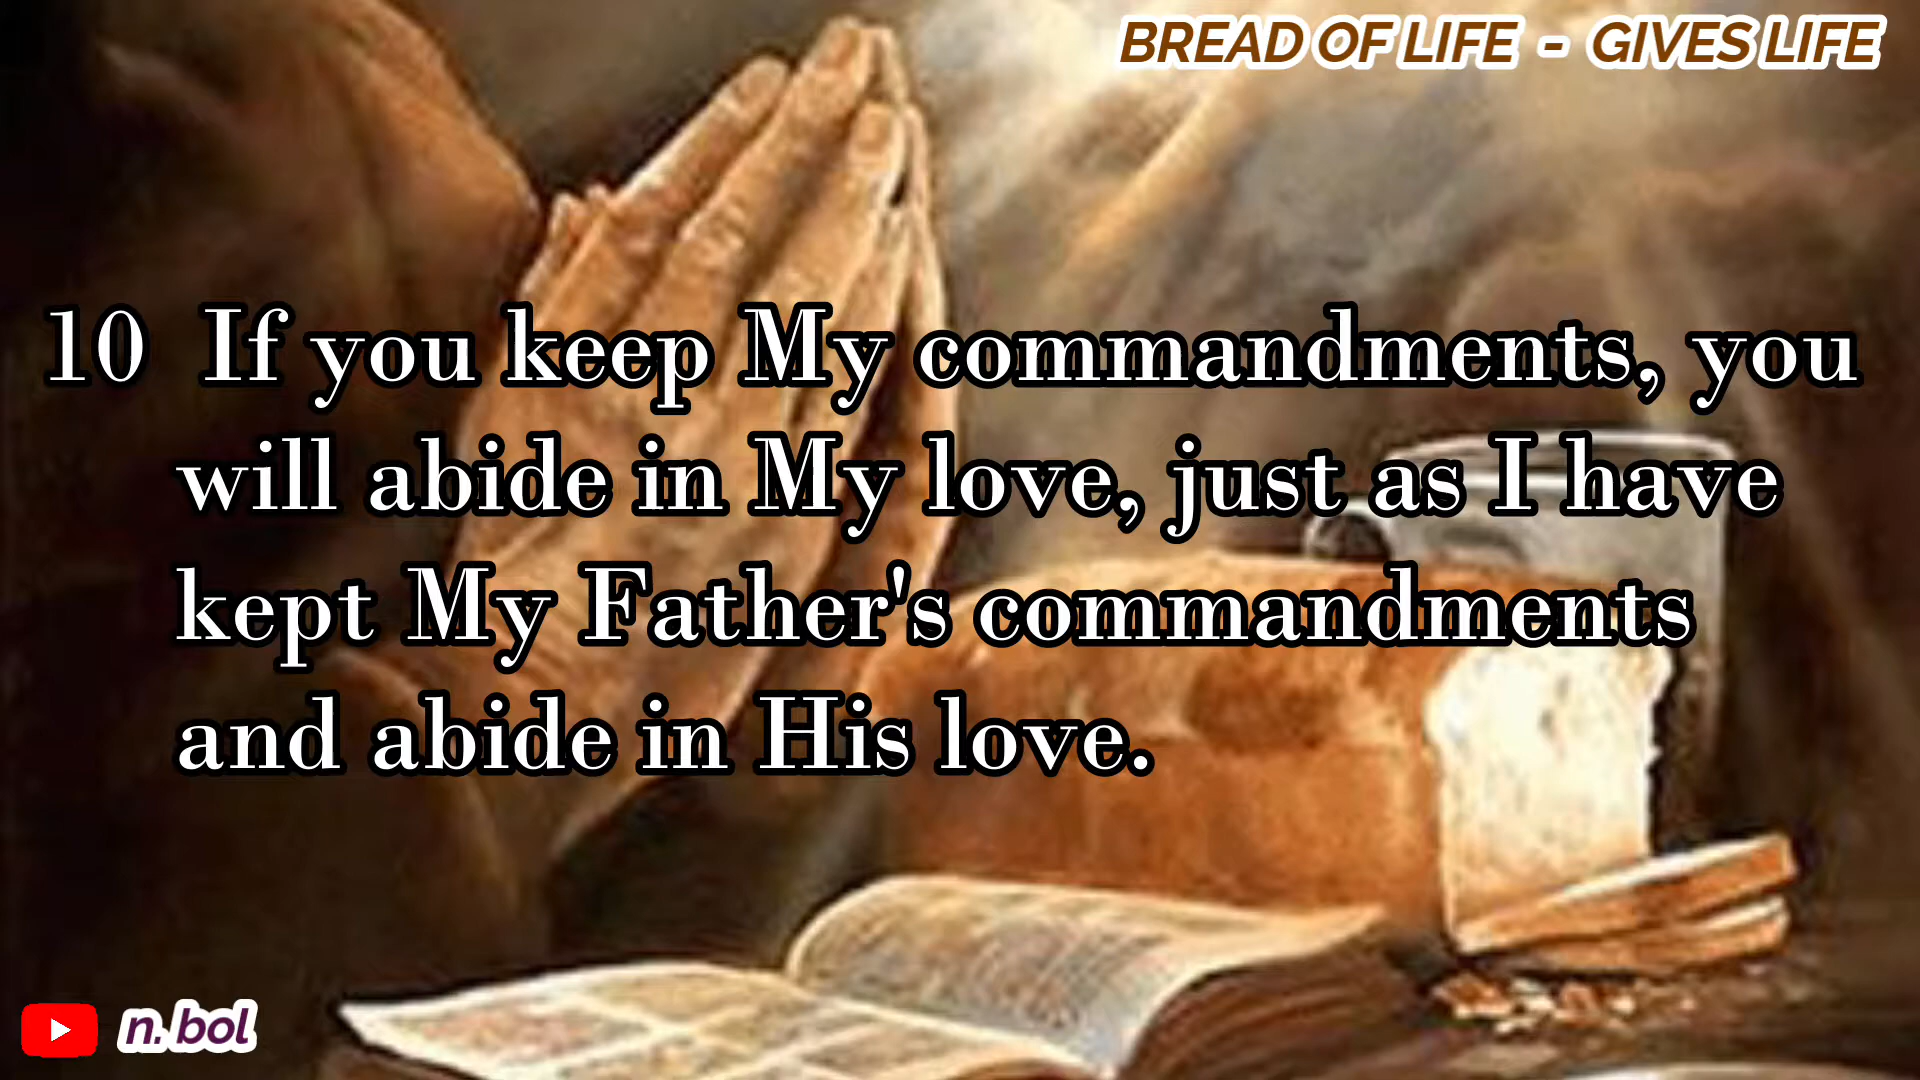 BREAD OF LIFE - GIVES LIFE
10 If you keep My commandments, you
will abide in My love, just as I have
kept My Father's commandments
and abide in His love.
n. bol